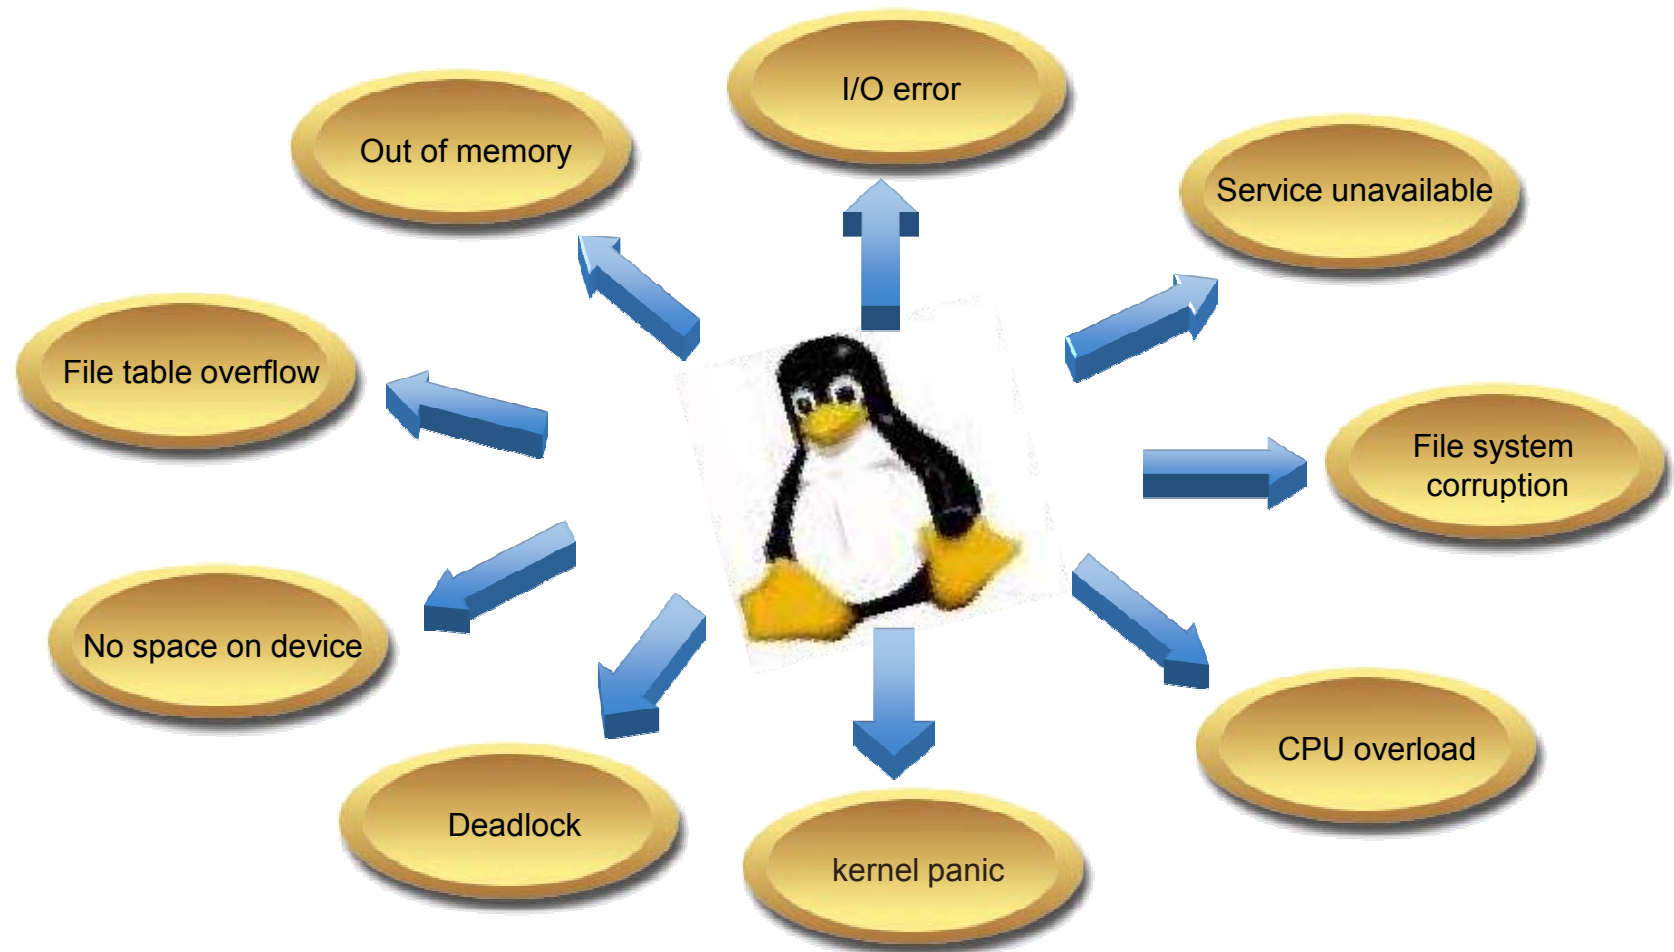 I/O error
Out of memory
Service unavailable
File table overflow
File system
corruption
No space on device
CPU overload
Deadlock
kernel panic